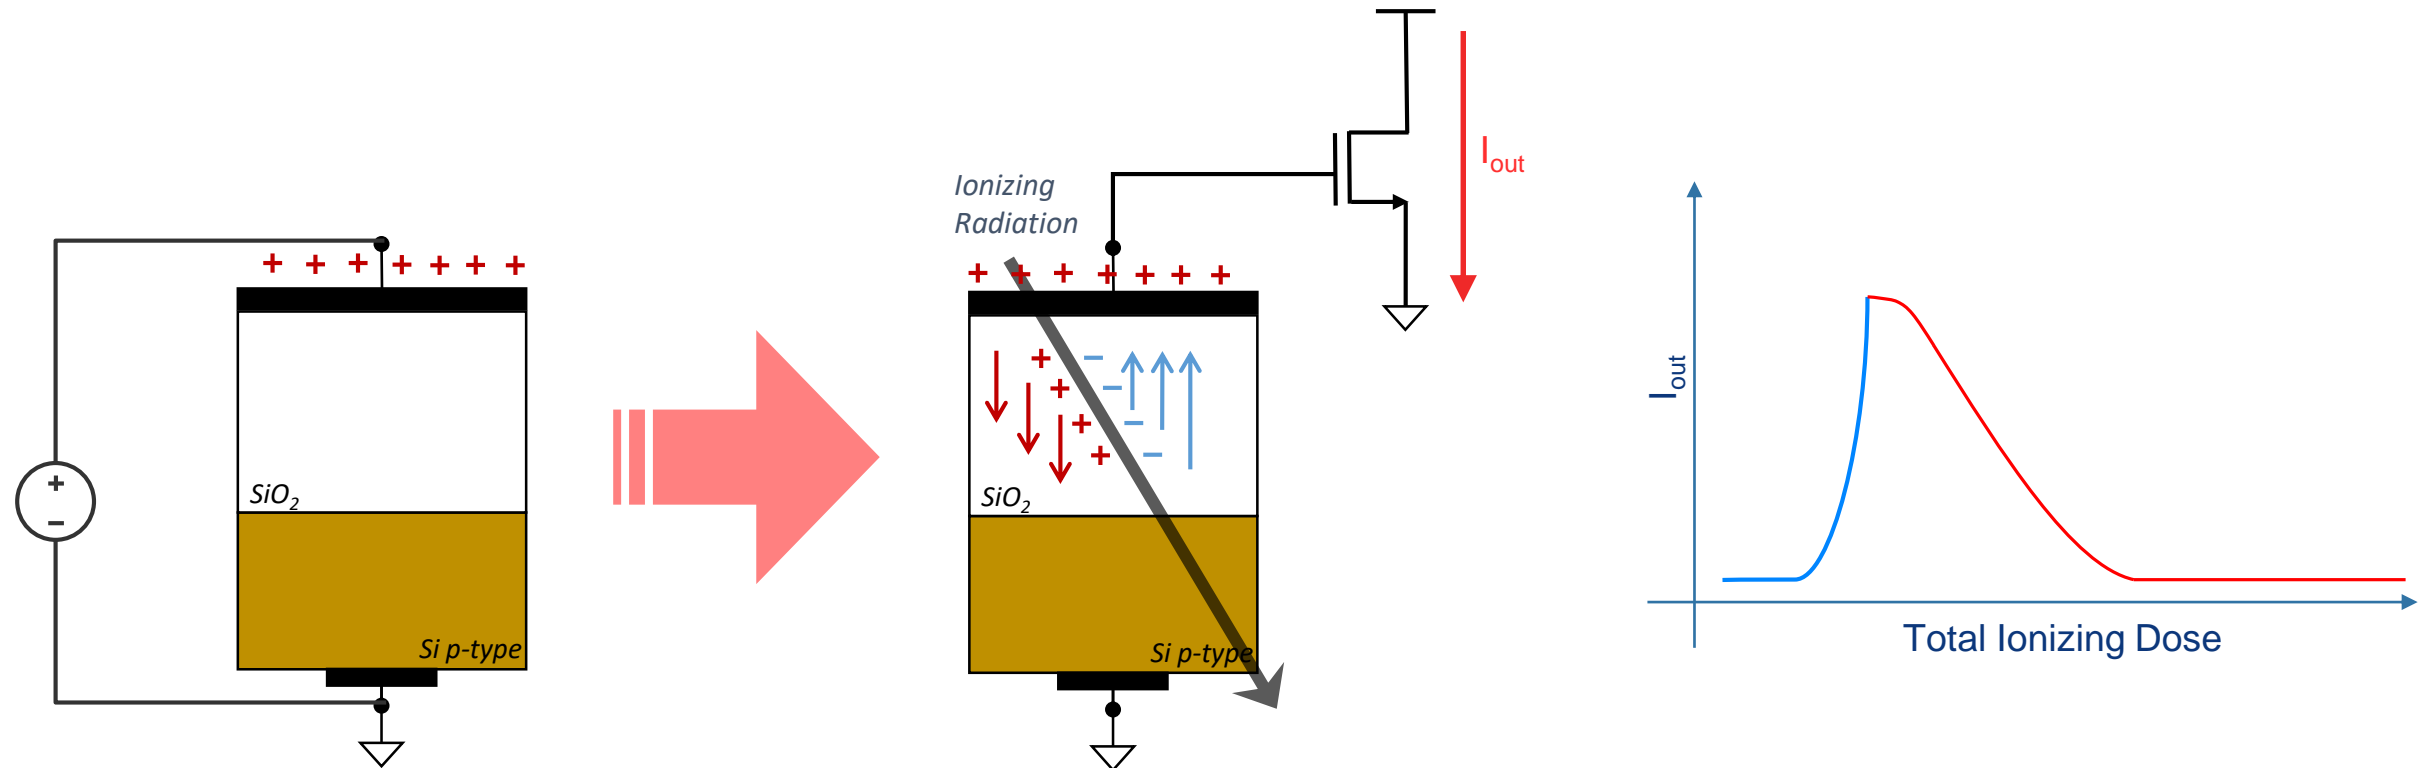 SiO2
Si p-type
Ionizing
Radiation
SiO2
Si p-type
Iout
Iout
Total Ionizing Dose